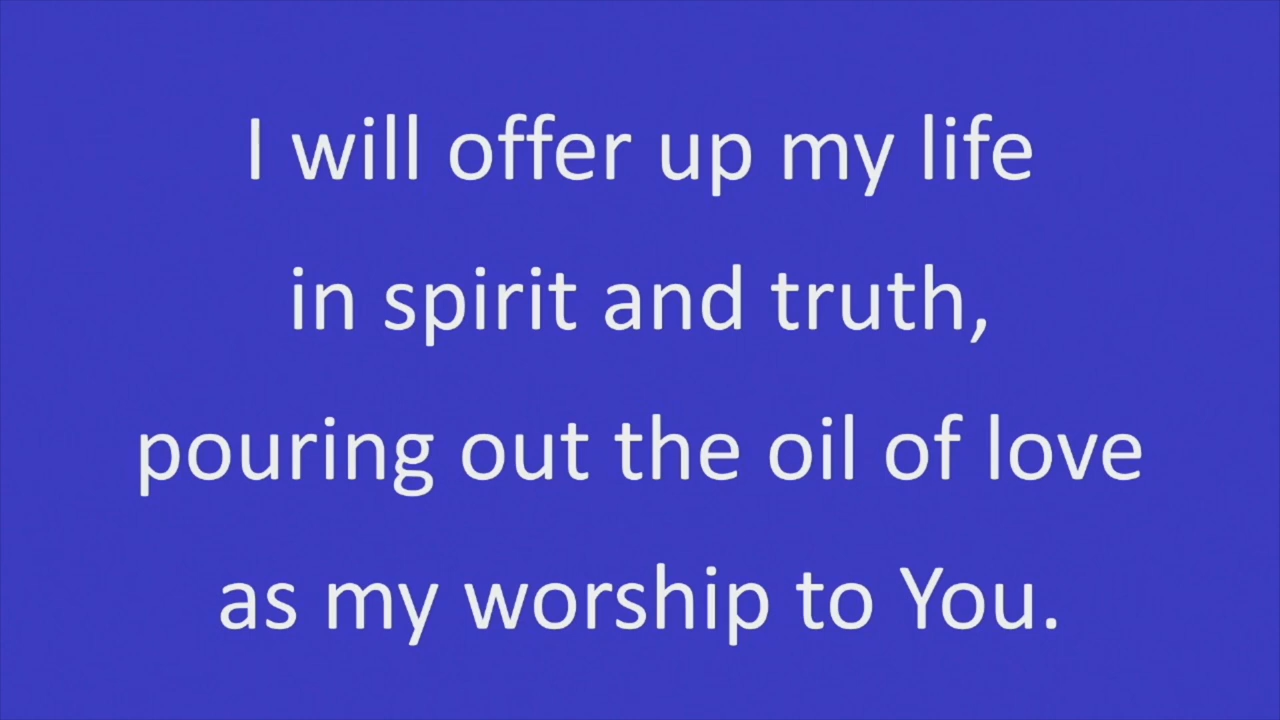 I will offer up my life
in spirit and truth,
pouring out the oil of love
as my worship to You.